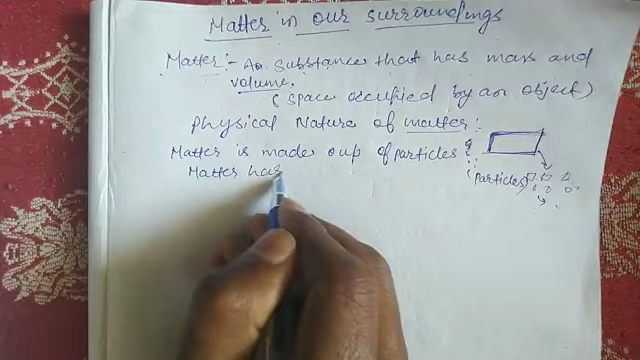 Matter in our surroundings
Matter :- An Substance that has mass and
volume.
( Space occupied by an object)
Physical Nature of matter :
Matter is made oup of particles
(particles)
Matter has